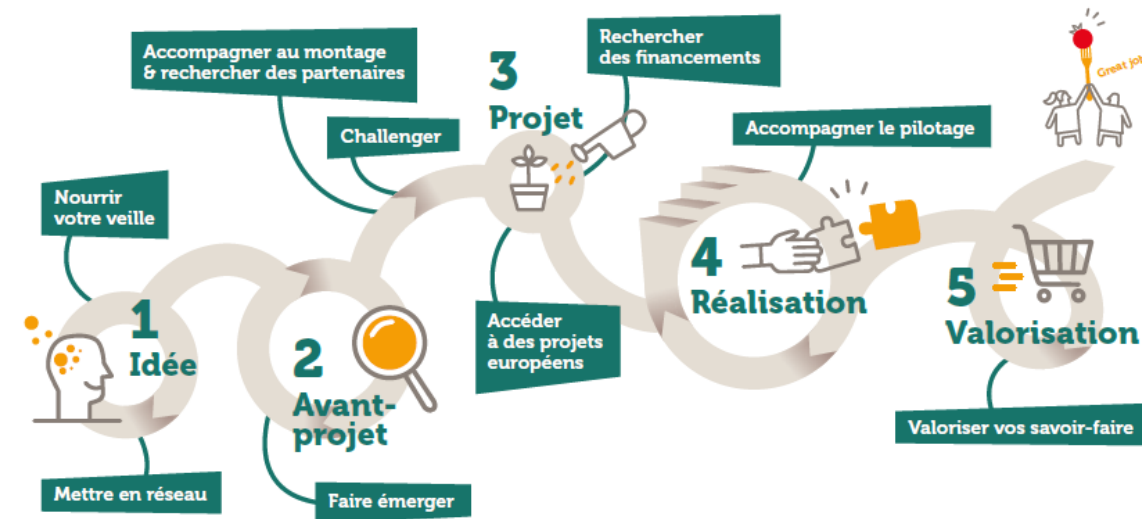 Accompagner au montage
& rechercher des partenaires
Challenger
3
Projet
Rechercher
des financements
Accompagner le pilotage
Great job
Nourrir
votre veille
1
Idée
2
Avant-
projet
Accéder
à des projets
européens
4
Réalisation
5
Valorisation
Mettre en réseau
Faire émerger
Valoriser vos savoir-faire